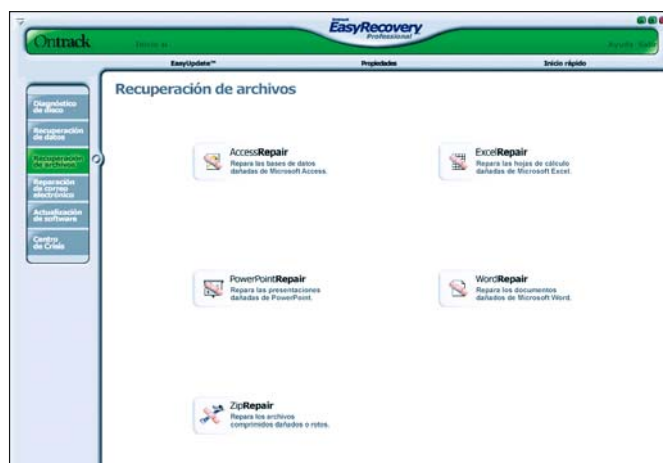 Ontrack
EasyRecovery
Professional
Inicio
Ayuda Salir
EasyUpdate™
Propiedades
Inicio rápido
Recuperación de archivos
Diagnóstico
de disco
Recuperación
de datos
Recuperación
de archivos
Reparación
de correo
electrónico
Actualización
de software
Centro
de Crisis
AccessRepair
Repara las bases de datos
dañadas de Microsoft Access.
ExcelRepair
Repara las hojas de cálculo
dañadas de Microsoft Excel.
PowerPointRepair
Repara las presentaciones
dañadas de PowerPoint.
WordRepair
Repara los documentos
dañados de Microsoft Word.
ZipRepair
Repara los archivos
comprimidos dañados o rotos.